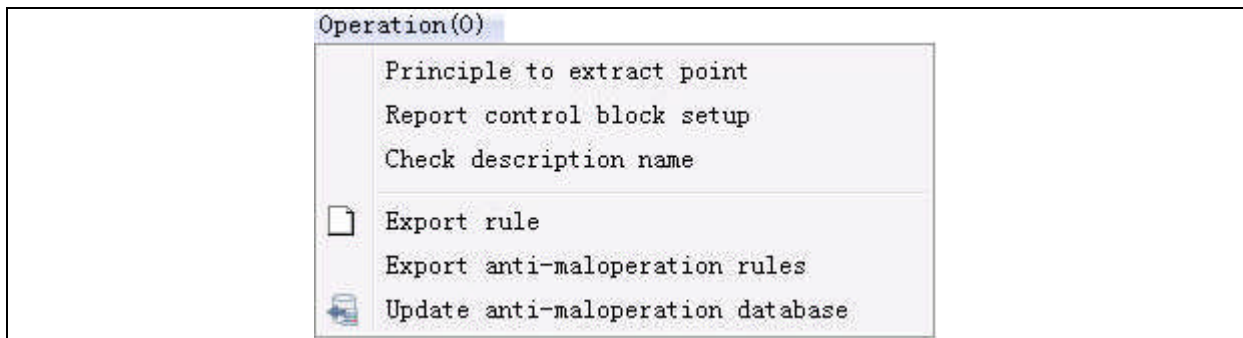 Operation(O)
Principle to extract point
Report control block setup
Check description name
Export rule
Export anti-maloperation rules
Update anti-maloperation database